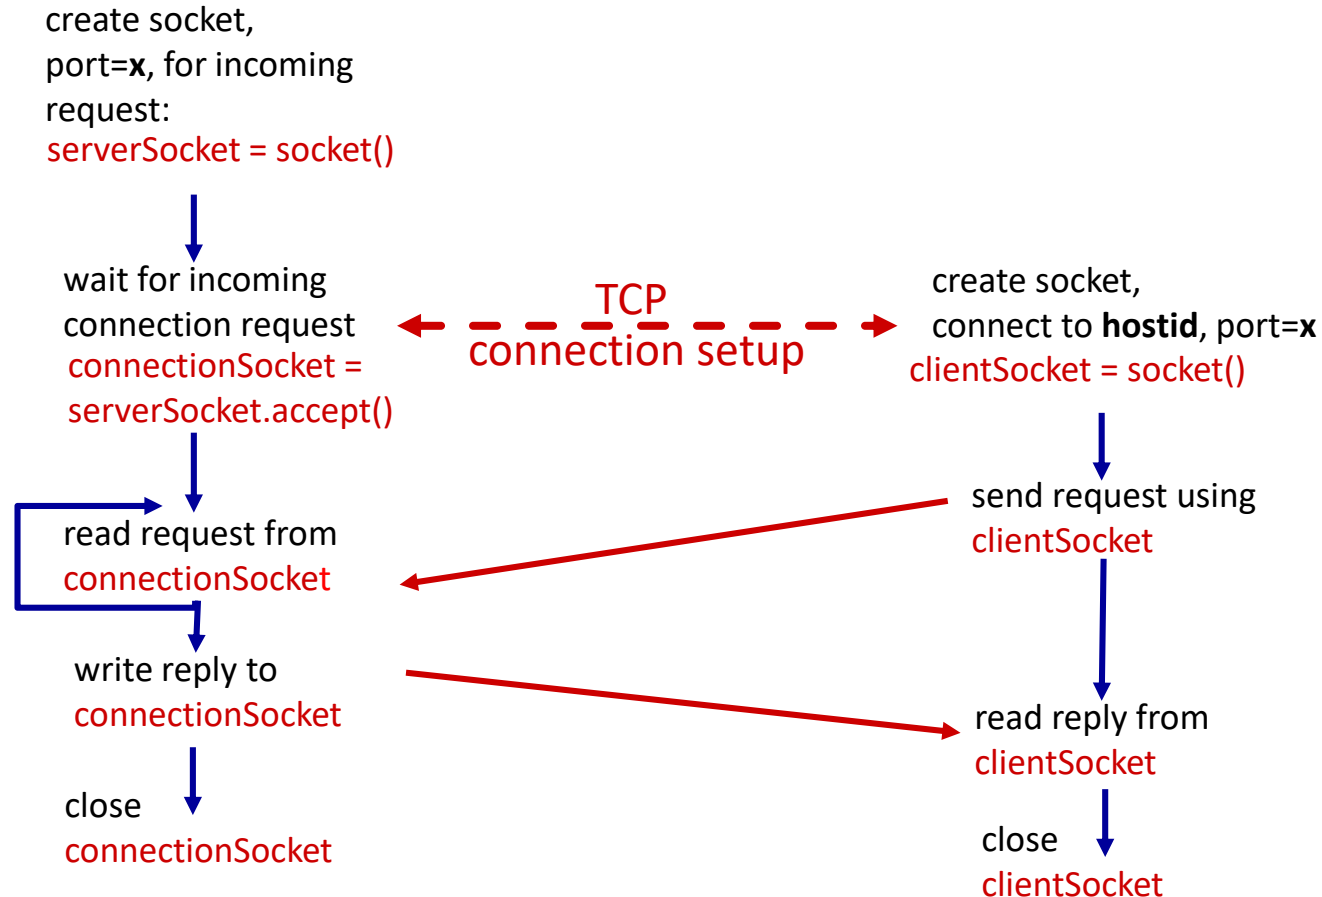 create socket,
port=x, for incoming
request:
serverSocket = socket()
wait for incoming
connection request
connectionSocket =
serverSocket.accept()
TCP
connection setup
create socket,
connect to hostid, port=x
clientSocket = socket()
read request from
connectionSocket
send request using
clientSocket
write reply to
connectionSocket
read reply from
clientSocket
close
connectionSocket
close
clientSocket